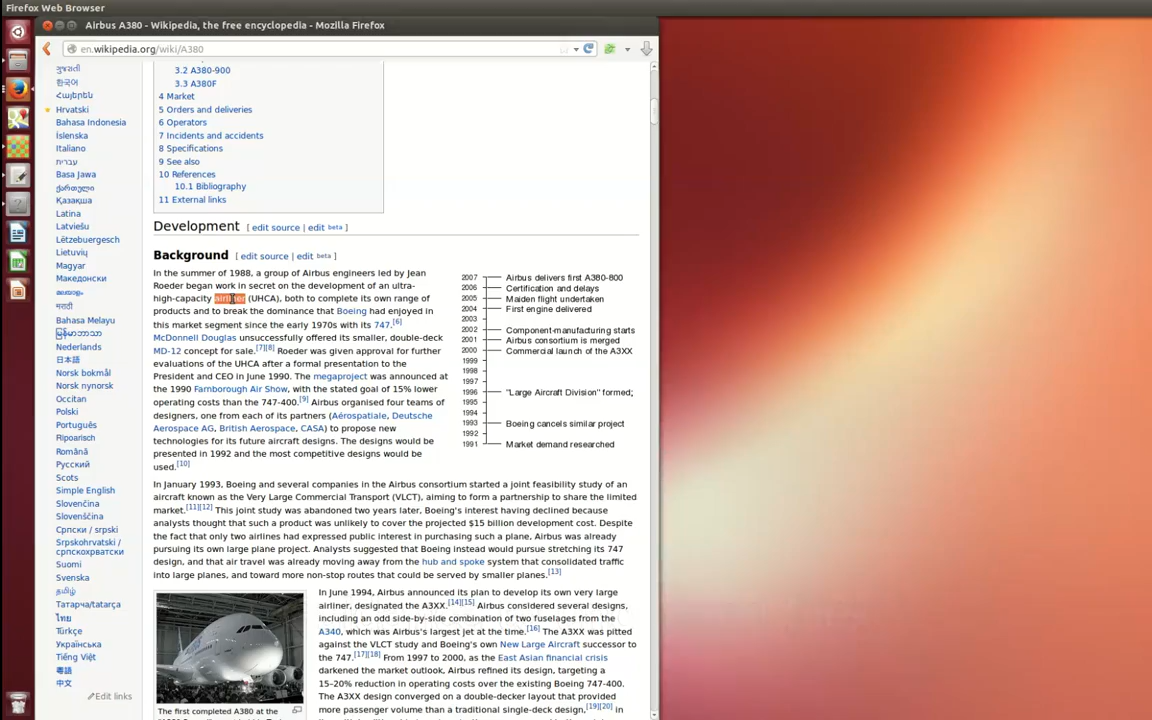 Firefox Web Browser
Airbus A380 - Wikipedia, the free encyclopedia - Mozilla Firefox
en.wikipedia.org/wiki/A380
ગુજરાતી
한국어
Հայերեն
Hrvatski
Bahasa Indonesia
Íslenska
Italiano
עברית
Basa Jawa
ქართული
Қазақша
Latina
Latviešu
Lëtzebuergesch
Lietuvių
Magyar
Македонски
മലയാളം
मराठी
Bahasa Melayu
မြန်မာဘာသာ
Nederlands
日本語
Norsk bokmål
Norsk nynorsk
Occitan
Polski
Português
Ripoarisch
Română
Русский
Scots
Simple English
Slovenčina
Slovenščina
Српски / srpski
Srpskohrvatski /
српскохрватски
Suomi
Svenska
தமிழ்
Татарча/tatarça
ไทย
Türkçe
Українська
Tiếng Việt
粵語
中文
Edit links
3.2 A380-900
3.3 A380F
4 Market
5 Orders and deliveries
6 Operators
7 Incidents and accidents
8 Specifications
9 See also
10 References
10.1 Bibliography
11 External links
Development [ edit source | edit beta ]
Background [ edit source | edit beta ]
In the summer of 1988, a group of Airbus engineers led by Jean
Roeder began work in secret on the development of an ultra-
high-capacity airliner (UHCA), both to complete its own range of
products and to break the dominance that Boeing had enjoyed in
this market segment since the early 1970s with its 747.[6]
McDonnell Douglas unsuccessfully offered its smaller, double-deck
MD-12 concept for sale.[7][8] Roeder was given approval for further
evaluations of the UHCA after a formal presentation to the
President and CEO in June 1990. The megaproject was announced at
the 1990 Farnborough Air Show, with the stated goal of 15% lower
operating costs than the 747-400.[9] Airbus organised four teams of
designers, one from each of its partners (Aérospatiale, Deutsche
Aerospace AG, British Aerospace, CASA) to propose new
technologies for its future aircraft designs. The designs would be
presented in 1992 and the most competitive designs would be
used.[10]
2007 Airbus delivers first A380-800
2006 Certification and delays
2005 Maiden flight undertaken
2004 First engine delivered
2003
2002 Component-manufacturing starts
2001 Airbus consortium is merged
2000 Commercial launch of the A3XX
1999
1998
1997
1996 "Large Aircraft Division" formed;
1995
1994
1993 Boeing cancels similar project
1992
1991 Market demand researched
In January 1993, Boeing and several companies in the Airbus consortium started a joint feasibility study of an
aircraft known as the Very Large Commercial Transport (VLCT), aiming to form a partnership to share the limited
market.[11][12] This joint study was abandoned two years later, Boeing's interest having declined because
analysts thought that such a product was unlikely to cover the projected $15 billion development cost. Despite
the fact that only two airlines had expressed public interest in purchasing such a plane, Airbus was already
pursuing its own large plane project. Analysts suggested that Boeing instead would pursue stretching its 747
design, and that air travel was already moving away from the hub and spoke system that consolidated traffic
into large planes, and toward more non-stop routes that could be served by smaller planes.[13]
In June 1994, Airbus announced its plan to develop its own very large
airliner, designated the A3XX.[14][15] Airbus considered several designs,
including an odd side-by-side combination of two fuselages from the
A340, which was Airbus's largest jet at the time.[16] The A3XX was pitted
against the VLCT study and Boeing's own New Large Aircraft successor to
the 747.[17][18] From 1997 to 2000, as the East Asian financial crisis
darkened the market outlook, Airbus refined its design, targeting a
15–20% reduction in operating costs over the existing Boeing 747-400.
The A3XX design converged on a double-decker layout that provided
more passenger volume than a traditional single-deck design,[19][20] in
The first completed A380 at the